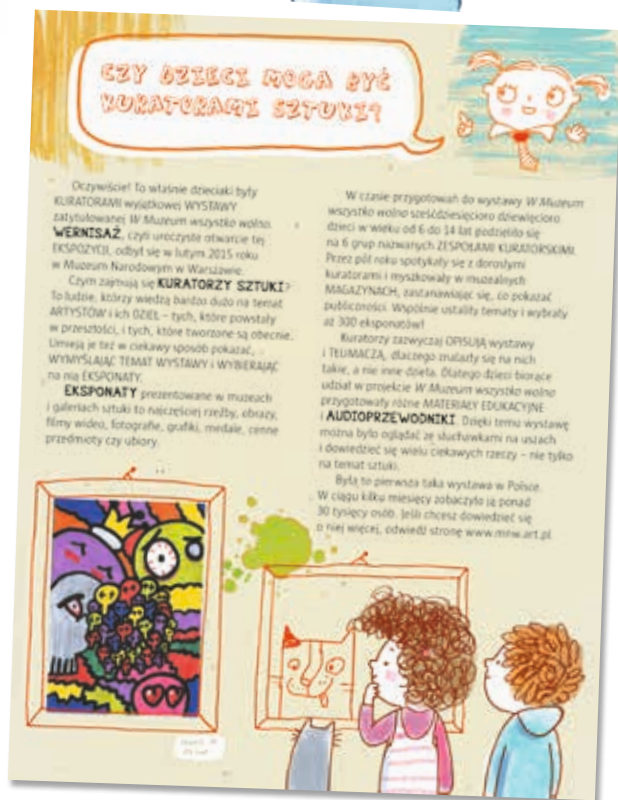 CZY DZIECI MOGĄ BYĆ
KURATORAMI SZTUKI?
Oczywiście! To właśnie dzieciaki były
KURATORAMI wyjątkowej WYSTAWY
zatytułowanej W Muzeum wszystko wolno.
WERNISAŻ, czyli uroczyste otwarcie tej
EKSPOZYCJI, odbył się w lutym 2015 roku
w Muzeum Narodowym w Warszawie.
Czym zajmują się KURATORZY SZTUKI?
To ludzie, którzy wiedzą bardzo dużo na temat
ARTYSTÓW i ich DZIEŁ – tych, które powstały
w przeszłości, i tych, które tworzone są obecnie.
Umieją je też w ciekawy sposób pokazać,
WYMYŚLAJĄC TEMAT WYSTAWY i WYBIERAJĄC
na nią EKSPONATY.
EKSPONATY prezentowane w muzeach
i galeriach sztuki to najczęściej rzeźby, obrazy,
filmy wideo, fotografie, grafiki, medale, cenne
przedmioty czy ubiory.
W czasie przygotowań do wystawy W Muzeum
wszystko wolno sześćdziesięcioro dziewięcioro
dzieci w wieku od 6 do 14 lat podzieliło się
na 6 grup nazwanych ZESPOŁAMI KURATORSKIMI.
Przez pół roku spotykały się z dorosłymi
kuratorami i myszkowały w muzealnych
MAGAZYNACH, zastanawiając się, co pokazać
publiczności. Wspólnie ustaliły tematy i wybrały
aż 300 eksponatów!
Kuratorzy zazwyczaj OPISUJĄ wystawy
i TŁUMACZĄ, dlaczego znalazły się na nich
takie, a nie inne dzieła. Dlatego dzieci biorące
udział w projekcie W Muzeum wszystko wolno
przygotowały różne MATERIAŁY EDUKACYJNE
i AUDIOPRZEWODNIKI. Dzięki temu wystawę
można było oglądać ze słuchawkami na uszach
i dowiedzieć się wielu ciekawych rzeczy – nie tylko
na temat sztuki.
Była to pierwsza taka wystawa w Polsce.
W ciągu kilku miesięcy zobaczyło ją ponad
30 tysięcy osób. Jeśli chcesz dowiedzieć się
o niej więcej, odwiedź stronę www.mnw.art.pl